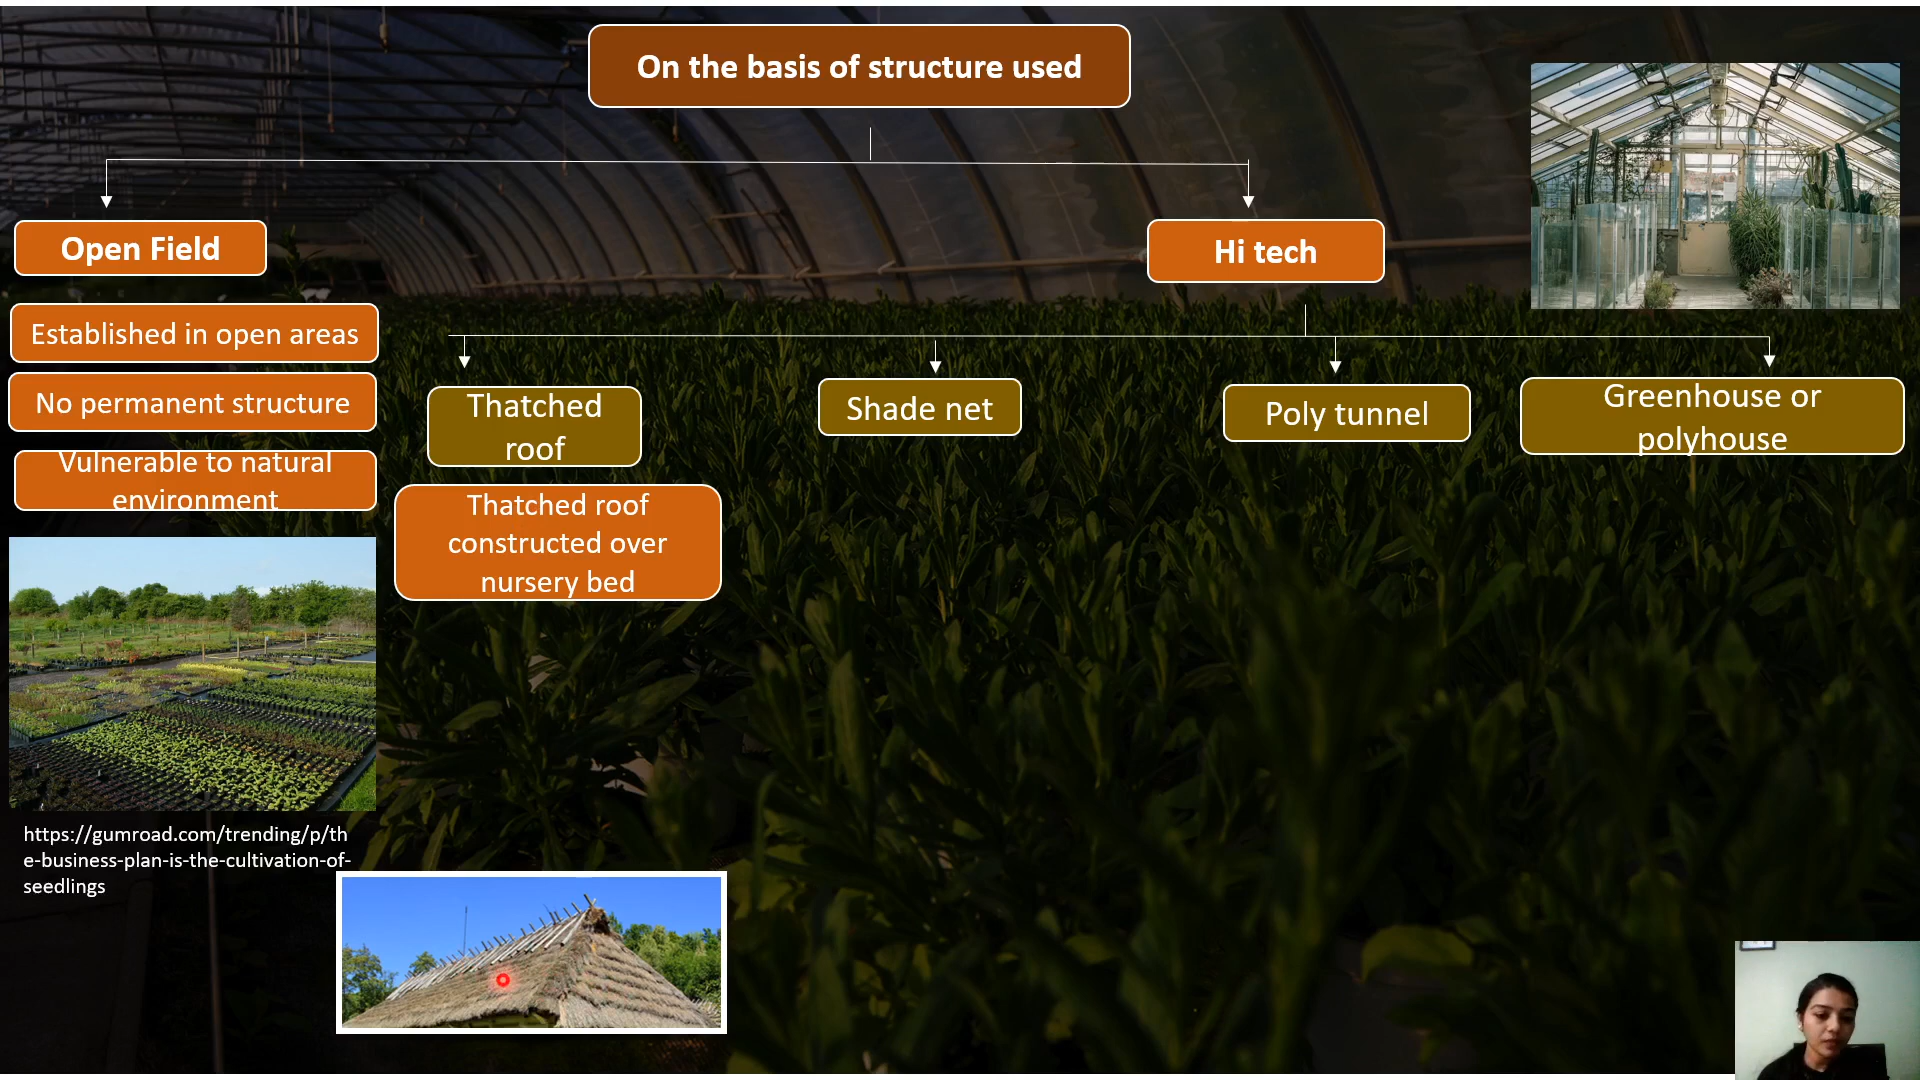 On the basis of structure used
Open Field
Hi tech
Established in open areas
No permanent structure
Vulnerable to natural
environment
Thatched
roof
Shade net
Poly tunnel
Greenhouse or
polyhouse
Thatched roof
constructed over
nursery bed
https://gumroad.com/trending/p/th
e-business-plan-is-the-cultivation-of-
seedlings